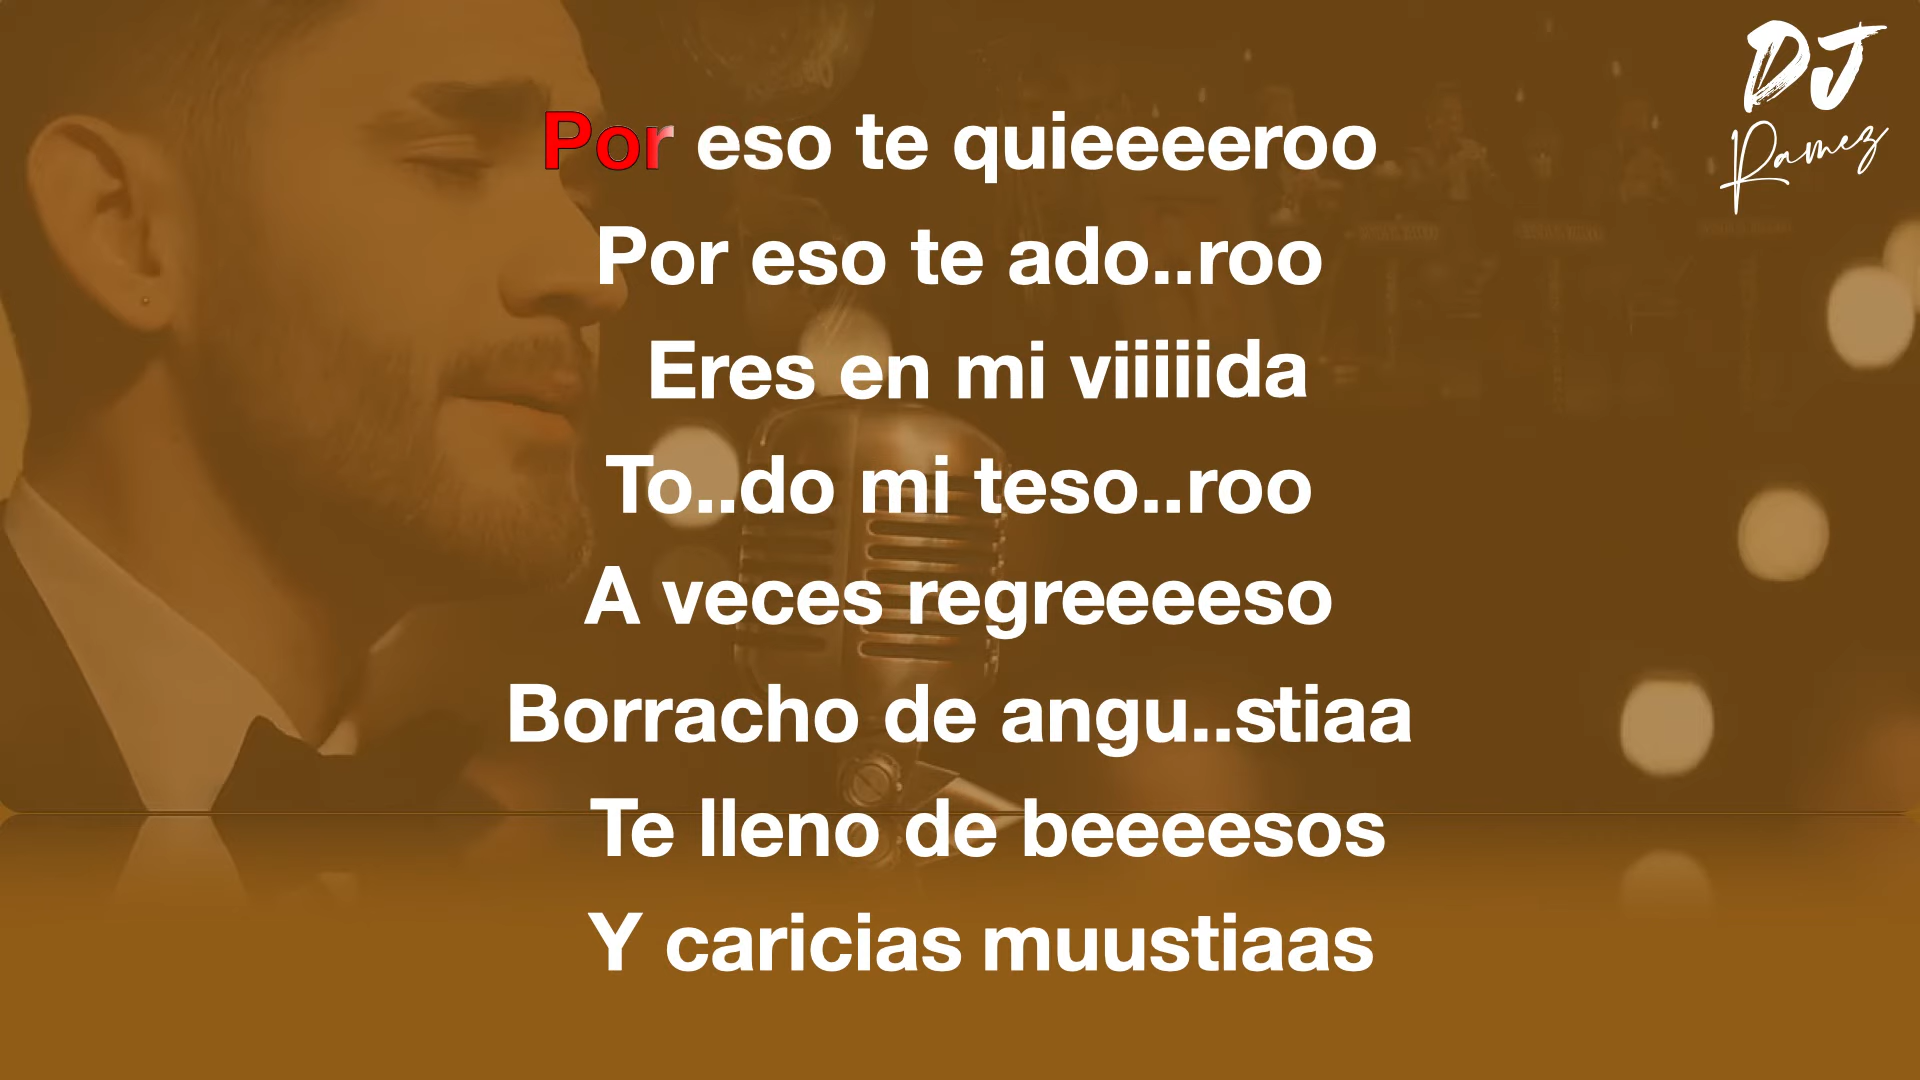 DJ
Ramez
Por eso te quieeeeroo
Por eso te ado..roo
Eres en mi viiiiida
To..do mi teso..roo
A veces regreeeeso
Borracho de angu..stiaa
Te lleno de beeeesos
Y caricias muustiaas